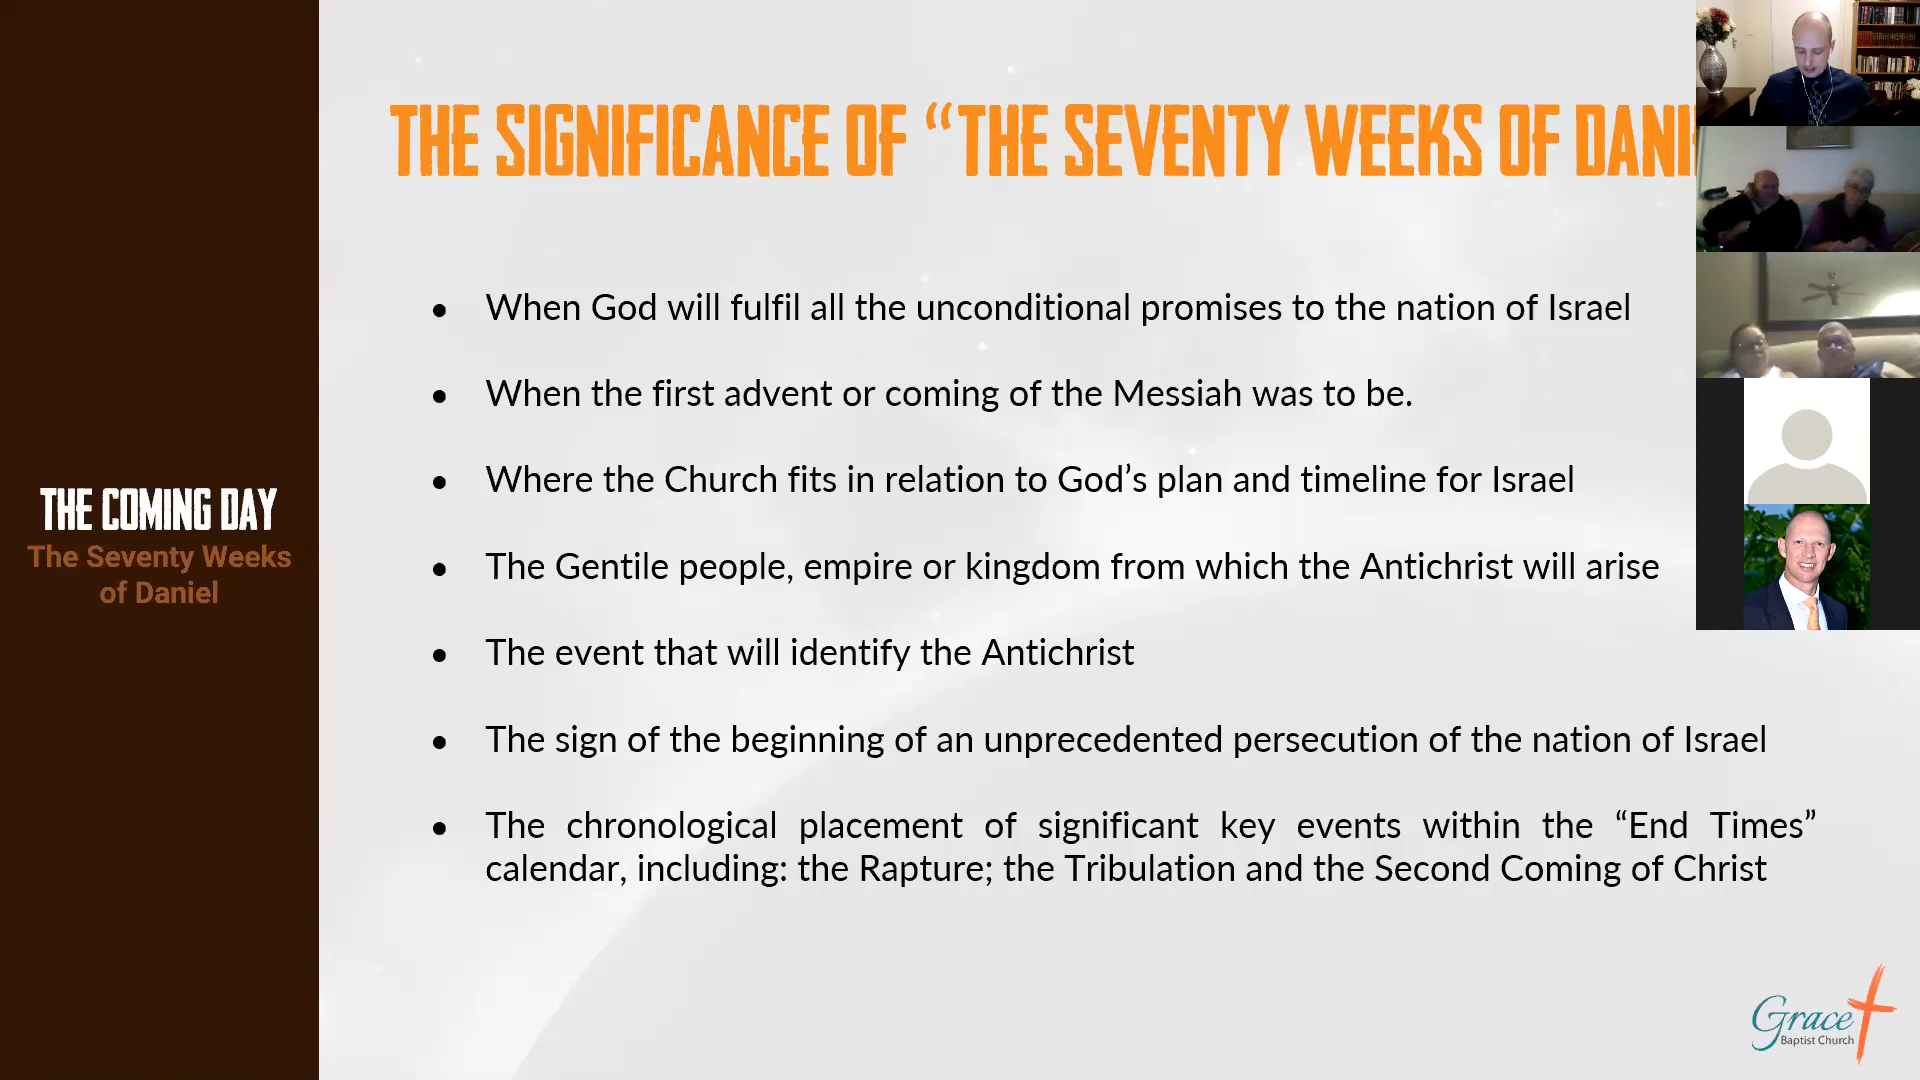 THE SIGNIFICANCE OF “THE SEVENTY WEEKS OF
When God will fulfil all the unconditional promises to the nation of Israel
When the first advent or coming of the Messiah was to be.
Where the Church fits in relation to God’s plan and timeline for Israel
The Gentile people, empire or kingdom from which the Antichrist will arise
The event that will identify the Antichrist
The sign of the beginning of an unprecedented persecution of the nation of Israel
The chronological placement of significant key events within the “End Times”
calendar, including: the Rapture; the Tribulation and the Second Coming of Christ
THE COMING DAY
The Seventy Weeks
of Daniel
Grace
Baptist Church